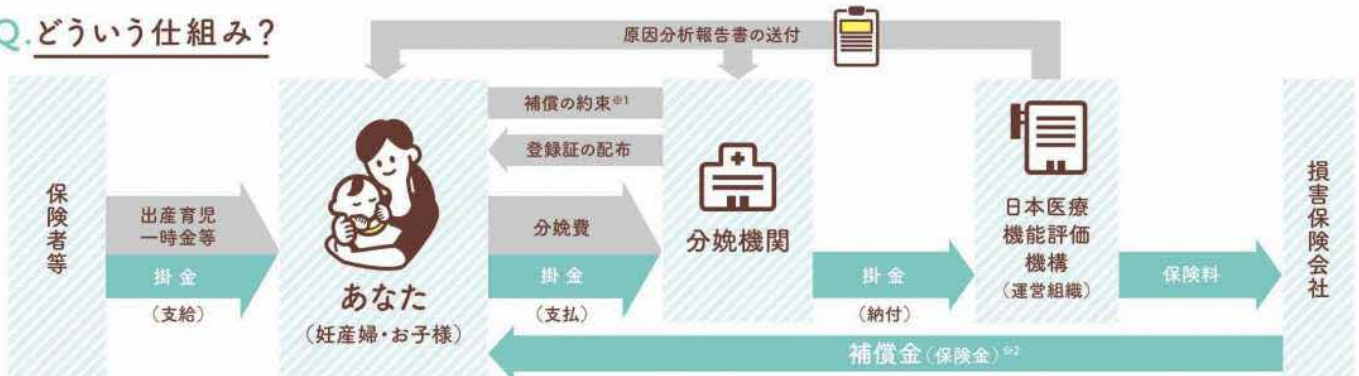 Q.どういう仕組み?
原因分析報告書の送付
保険者等
出産育児
一時金等
掛金
(支給)
あなた
(妊産婦・お子様)
補償の約束※1
登録証の配布
分娩費
掛金
(支払)
分娩機関
掛金
(納付)
日本医療
機能評価
機構
(運営組織)
保険料
損害保険会社
補償金(保険金)※2